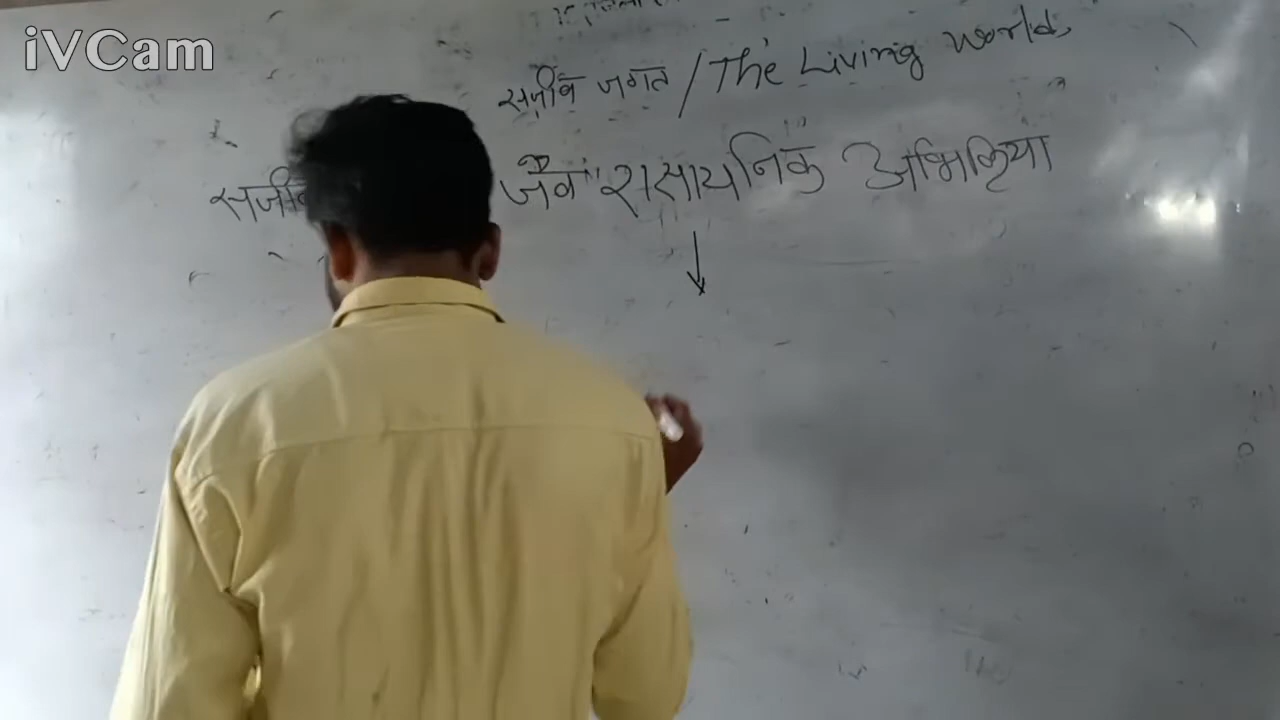 iVCam
सजीव जगत / The Living World
जैव रासायनिक अभिक्रिया